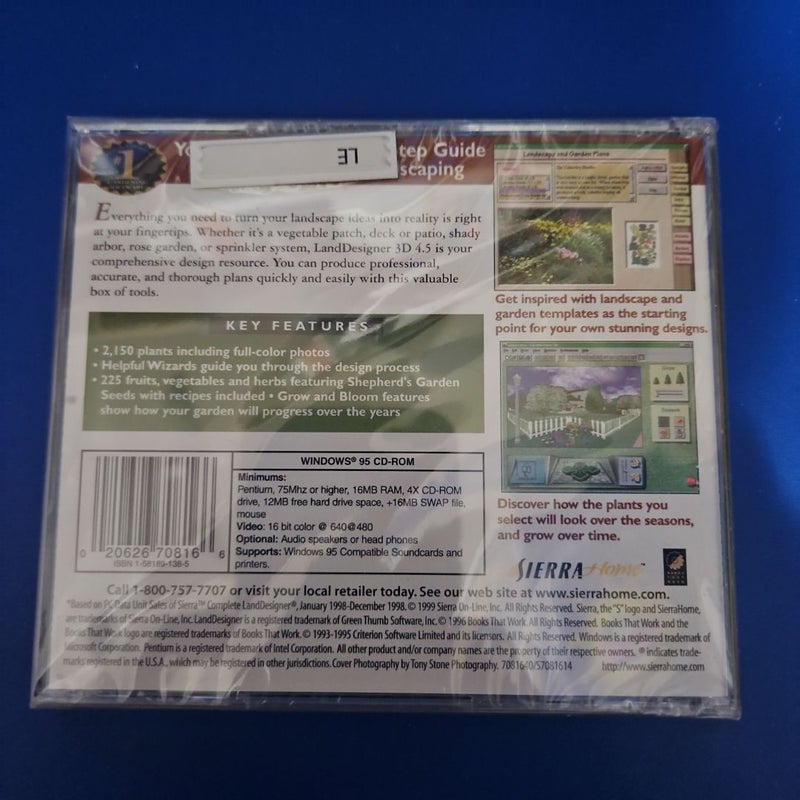 #1
Yo
tep Guide
scaping
LE
Everything you need to turn your landscape ideas into reality is right
at your fingertips. Whether it's a vegetable patch, deck or patio, shady
arbor, rose garden, or sprinkler system, LandDesigner 3D 4.5 is your
comprehensive design resource. You can produce professional,
accurate, and thorough plans quickly and easily with this valuable
box of tools.
KEY FEATURES
• 2,150 plants including full-color photos
• Helpful Wizards guide you through the design process
• 225 fruits, vegetables and herbs featuring Shepherd's Garden
Seeds with recipes included • Grow and Bloom features
show how your garden will progress over the years
Landscape and Garden Plans
Get inspired with landscape and
garden templates as the starting
point for your own stunning designs.
Discover how the plants you
select will look over the seasons,
and grow over time.
WINDOWS® 95 CD-ROM
Minimums:
Pentium, 75Mhz or higher, 16MB RAM, 4X CD-ROM
drive, 12MB free hard drive space, +16MB SWAP file,
mouse
Video: 16 bit color @ 640@480
Optional: Audio speakers or head phones
Supports: Windows 95 Compatible Soundcards and
printers.
0 20626 70816 6
ISBN 1-58189-138-5
SIERRA Home™
Call 1-800-757-7707 or visit your local retailer today. See our web site at www.sierrahome.com.
*Based on PC Data Unit Sales of Sierra™ Complete LandDesigner®, January 1998-December 1998. © 1999 Sierra On-Line, Inc. All Rights Reserved. Sierra, the "S" logo and SierraHome,
are trademarks of Sierra On-Line, Inc. LandDesigner is a registered trademark of Green Thumb Software, Inc. © 1996 Books That Work. All Rights Reserved. Books That Work and the
Books That Work logo are registered trademarks of Books That Work. © 1993-1995 Criterion Software Limited and its licensors. All Rights Reserved. Windows is a registered trademark of
Microsoft Corporation. Pentium is a registered trademark of Intel Corporation. All other product and/or company names are the property of their respective owners. ® indicates trade-
marks registered in the U.S.A., which may be registered in other jurisdictions. Cover Photography by Tony Stone Photography. 7081640/S7081614
http://www.sierrahome.com